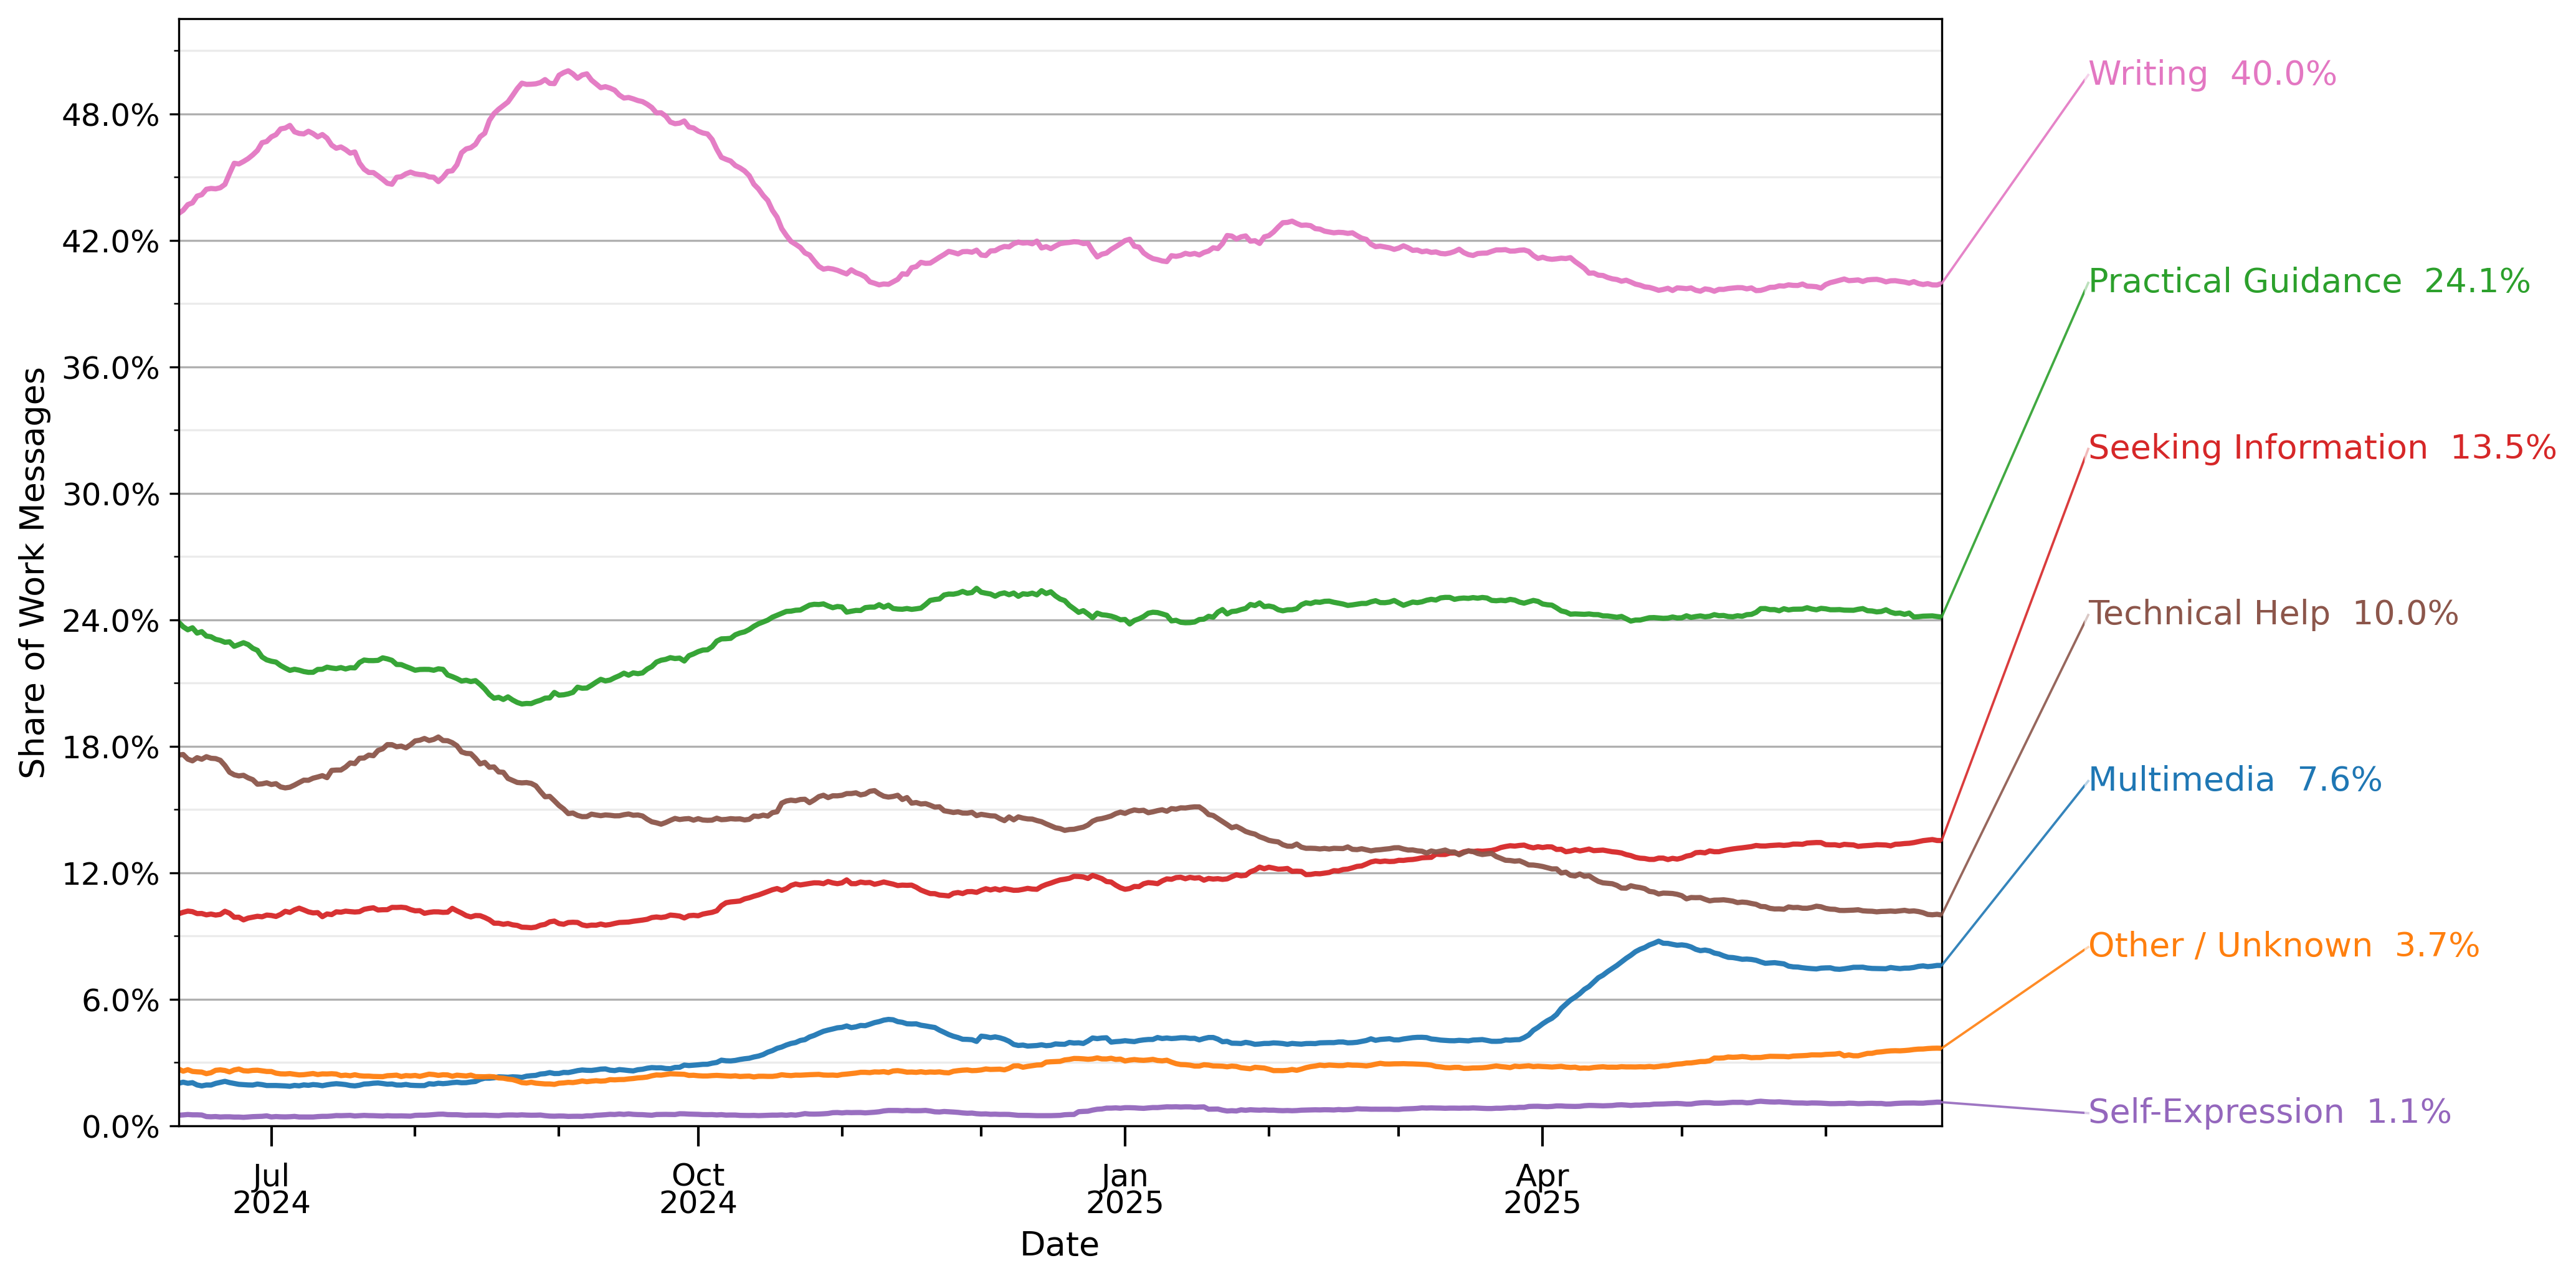 Share of Work Messages
48.0%
42.0%
36.0%
30.0%
24.0%
18.0%
12.0%
6.0%
0.0%
Jul
2024
Oct
2024
Jan
2025
Apr
2025
Date
Writing 40.0%
Practical Guidance 24.1%
Seeking Information 13.5%
Technical Help 10.0%
Multimedia 7.6%
Other / Unknown 3.7%
Self-Expression 1.1%